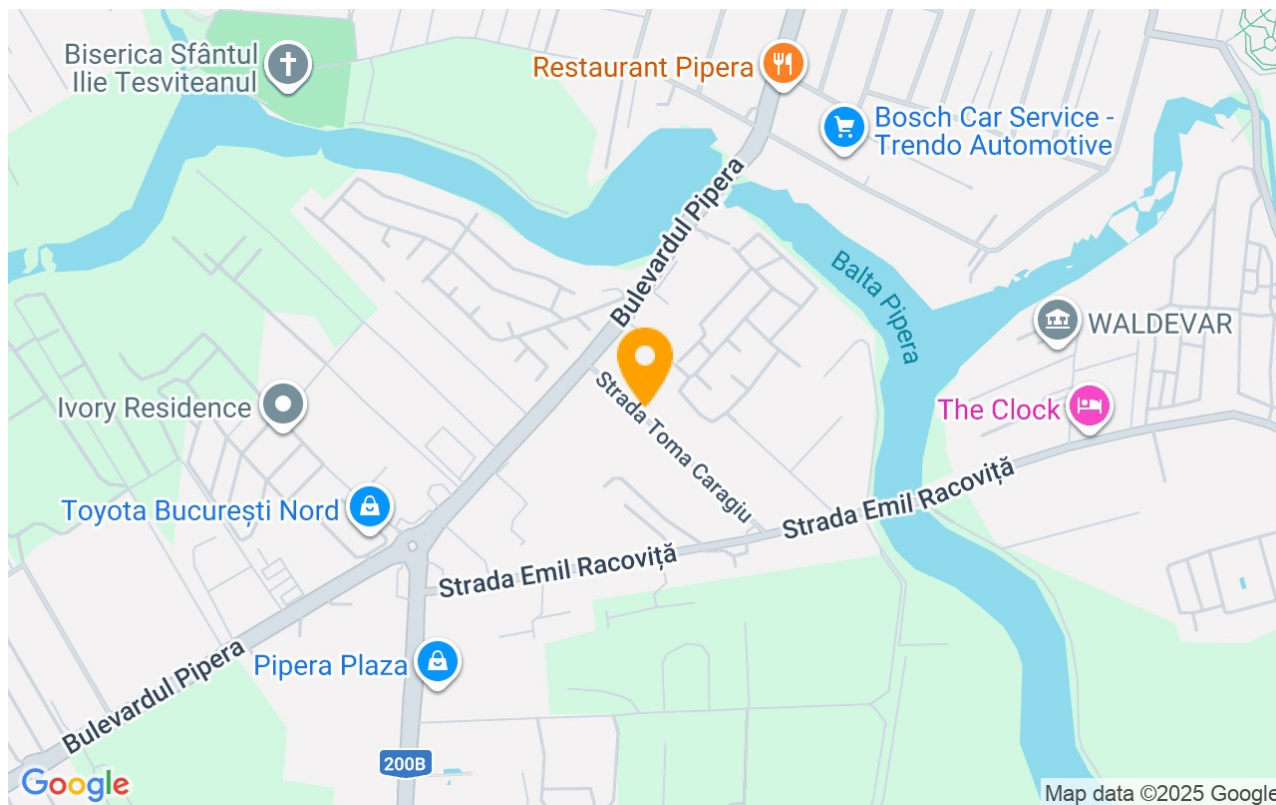 Biserica Sfântul
Ilie Tesviteanul
Restaurant Pipera
Bosch Car Service -
Trendo Automotive
Bulevardul Pipera
Balta Pipera
WALDEVAR
Ivory Residence
The Clock
Strada Toma Caragiu
Toyota București Nord
Strada Emil Racoviță
Strada Emil Racoviță
Pipera Plaza
Bulevardul Pipera
200B
Google
Map data ©2025 Google